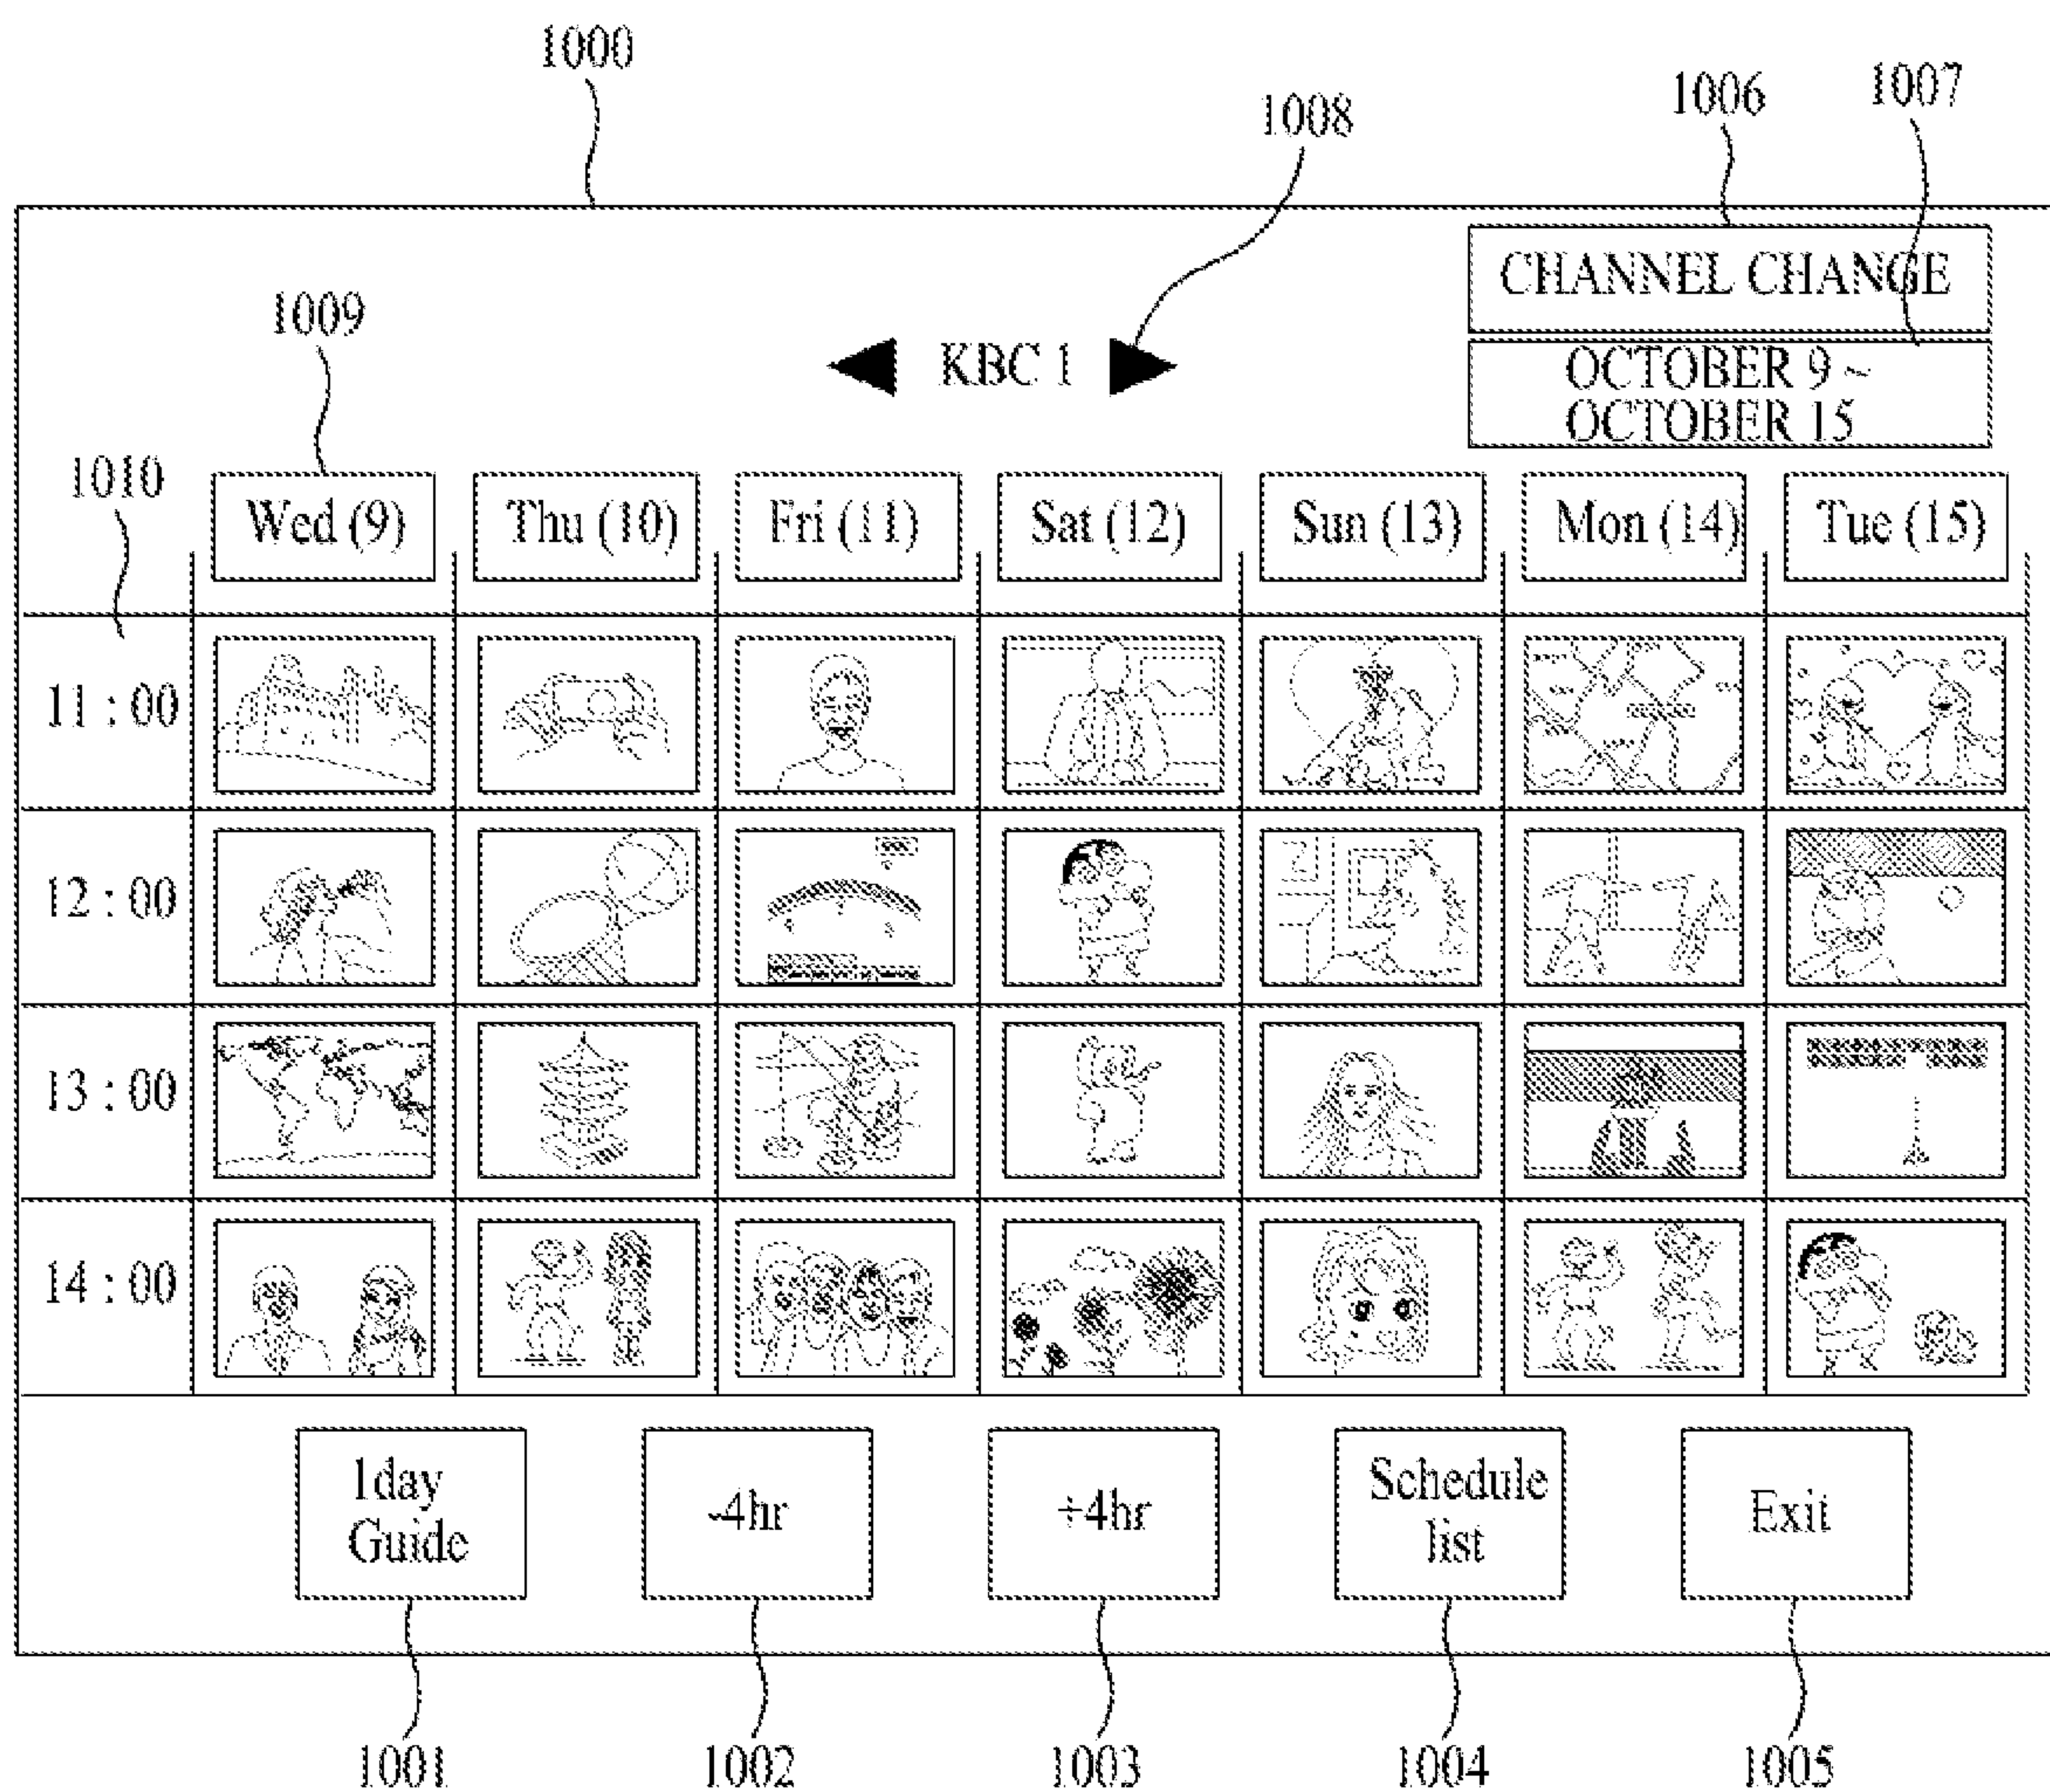 1000
1008
1006
1007
CHANNEL CHANGE
1009
KBC 1
OCTOBER 9 ~
OCTOBER 15
1010
Wed (9)
Thu (10)
Fri (11)
Sat (12)
Sun (13)
Mon (14)
Tue (15)
11 : 00
12 : 00
13 : 00
14 : 00
1day
Guide
-4hr
+4hr
Schedule
list
Exit
1001
1002
1003
1004
1005